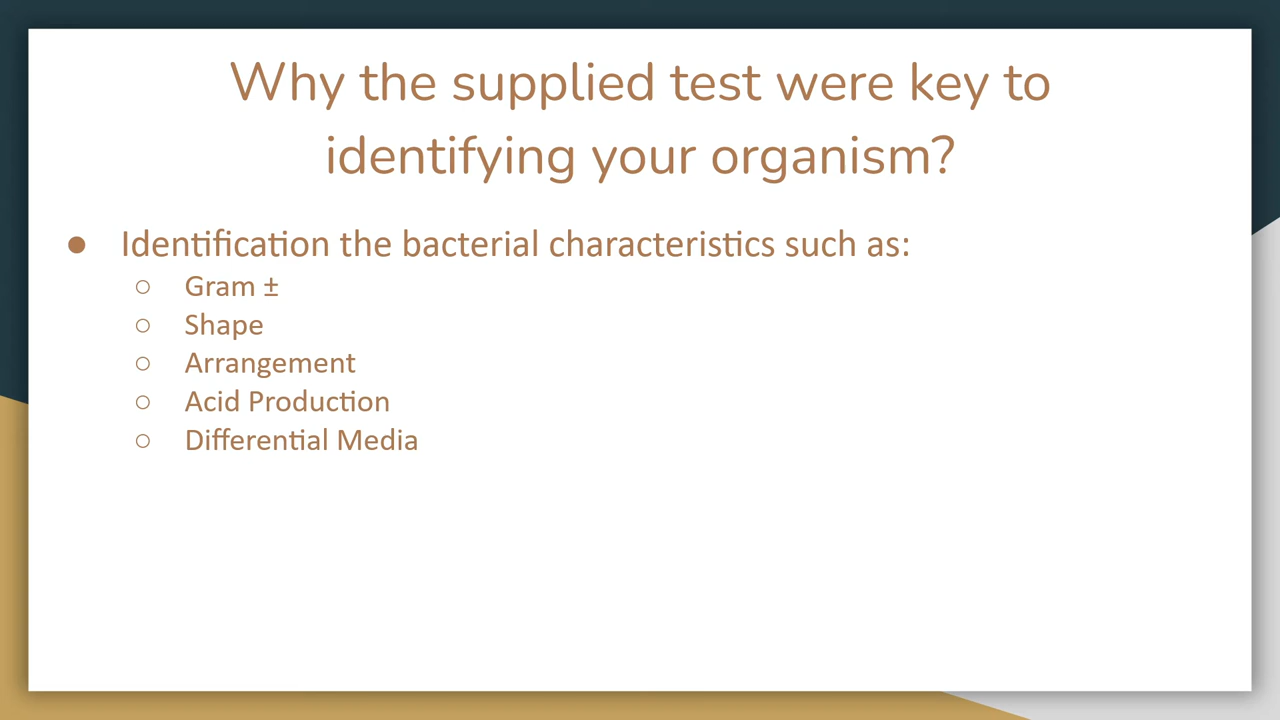 Why the supplied test were key to
identifying your organism?
● Identification the bacterial characteristics such as:
○ Gram ±
○ Shape
○ Arrangement
○ Acid Production
○ Differential Media